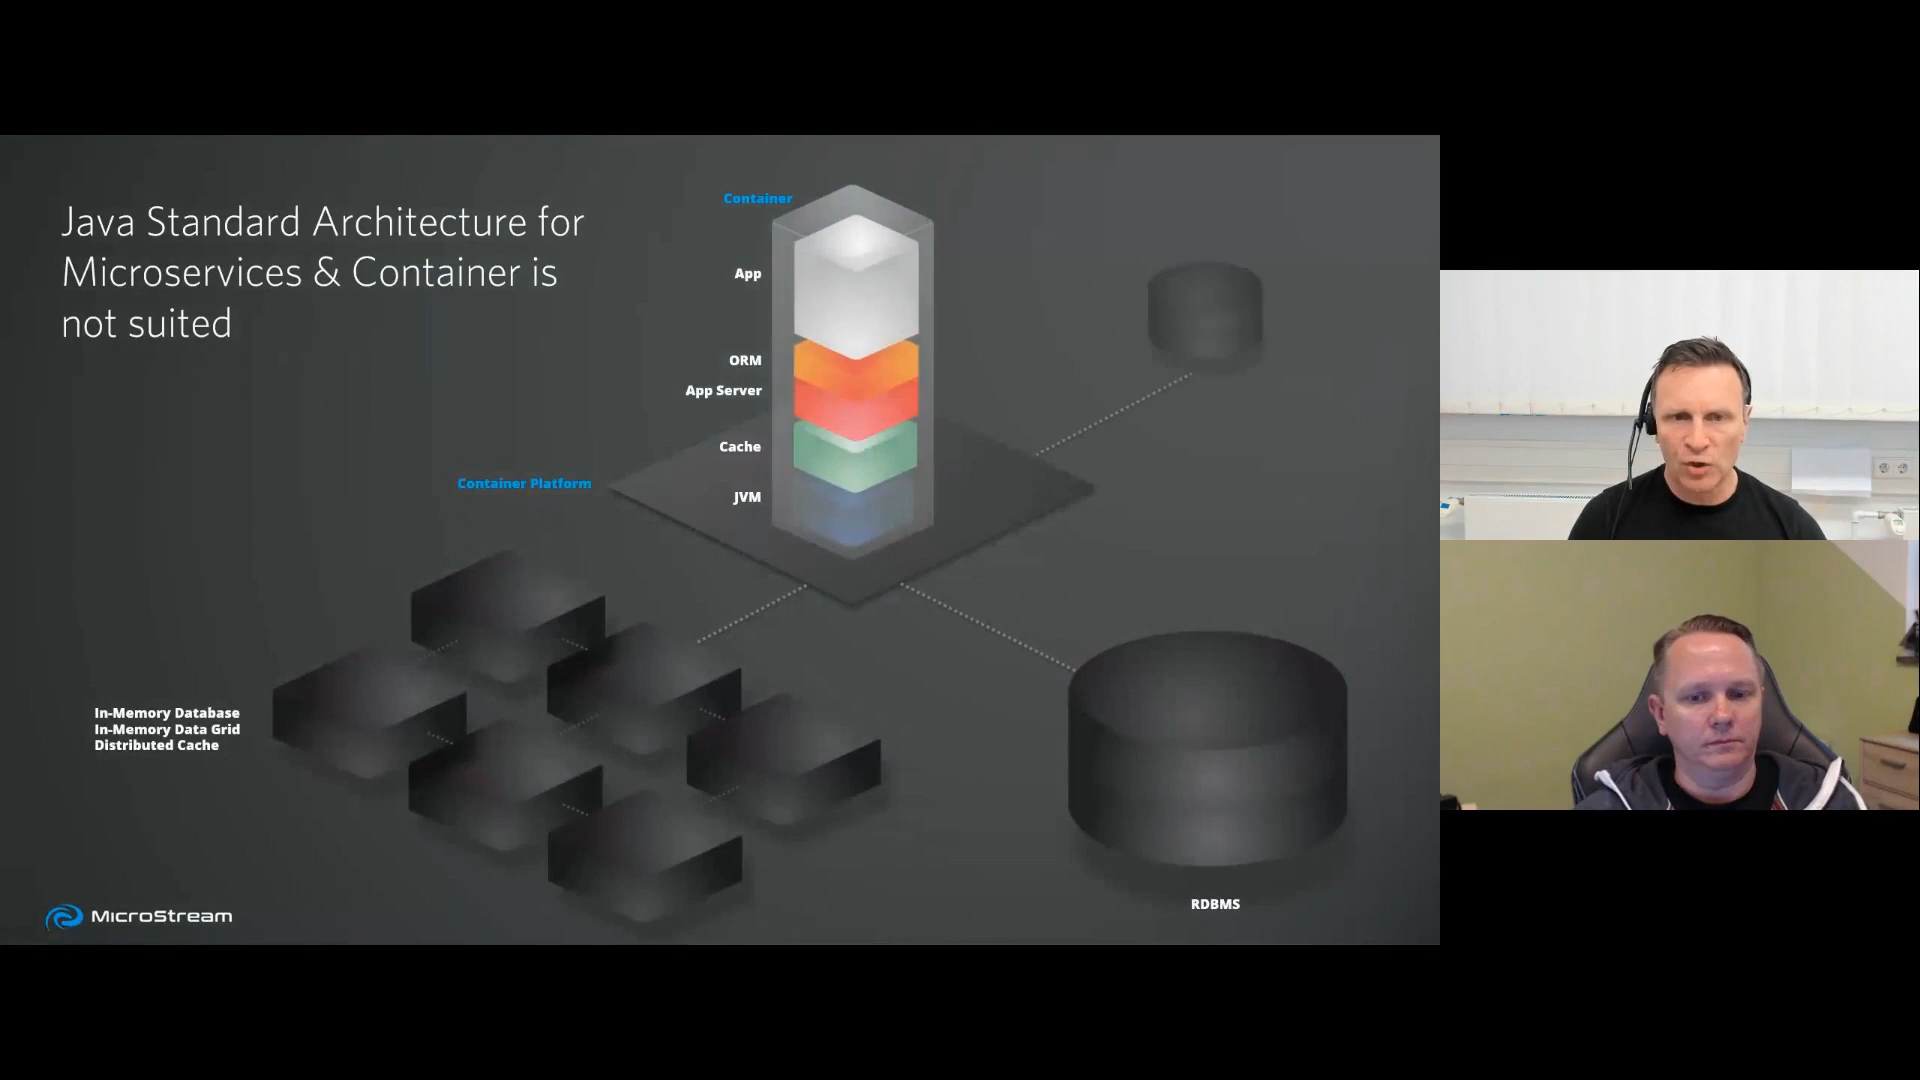 Java Standard Architecture for
Microservices & Container is
not suited
Container
App
ORM
App Server
Cache
Container Platform
JVM
In-Memory Database
In-Memory Data Grid
Distributed Cache
RDBMS
MicroStream